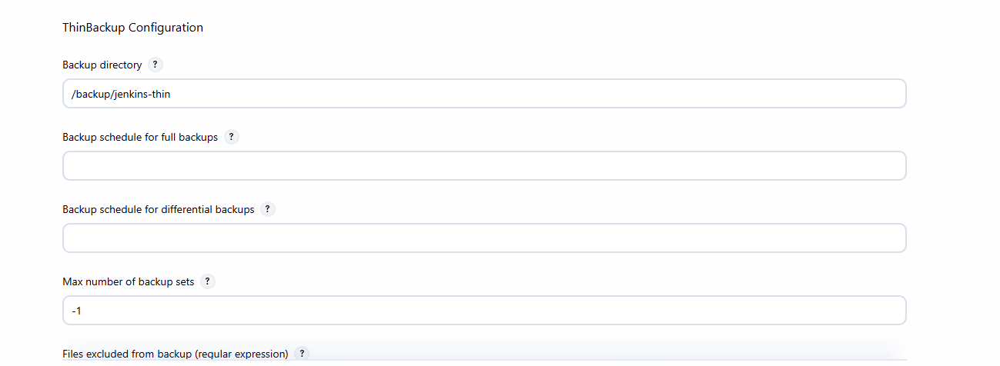 ThinBackup Configuration
Backup directory ?
/backup/jenkins-thin
Backup schedule for full backups ?
Backup schedule for differential backups ?
Max number of backup sets ?
-1
Files excluded from backup (regular expression) ?